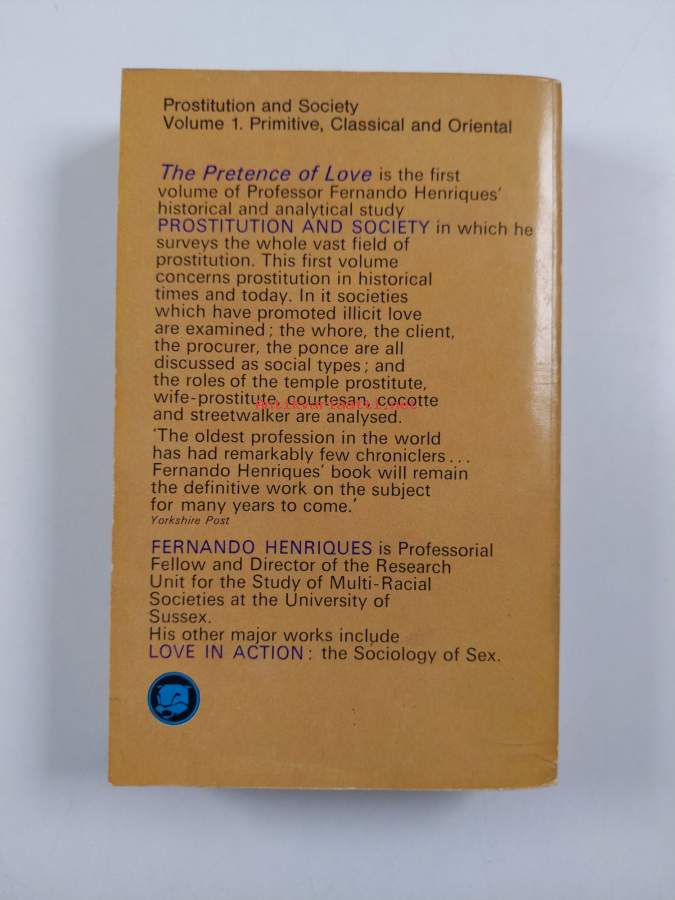 Prostitution and Society
Volume 1. Primitive, Classical and Oriental
The Pretence of Love is the first
volume of Professor Fernando Henriques'
historical and analytical study
PROSTITUTION AND SOCIETY in which he
surveys the whole vast field of
prostitution. This first volume
concerns prostitution in historical
times and today. In it societies
which have promoted illicit love
are examined; the whore, the client,
the procurer, the ponce are all
discussed as social types; and
the roles of the temple prostitute,
wife-prostitute, courtesan, cocotte
Antikvariaatti.net
and streetwalker are analysed.
'The oldest profession in the world
has had remarkably few chroniclers...
Fernando Henriques' book will remain
the definitive work on the subject
for many years to come.'
Yorkshire Post
FERNANDO HENRIQUES is Professorial
Fellow and Director of the Research
Unit for the Study of Multi-Racial
Societies at the University of
Sussex.
His other major works include
LOVE IN ACTION: the Sociology of Sex.